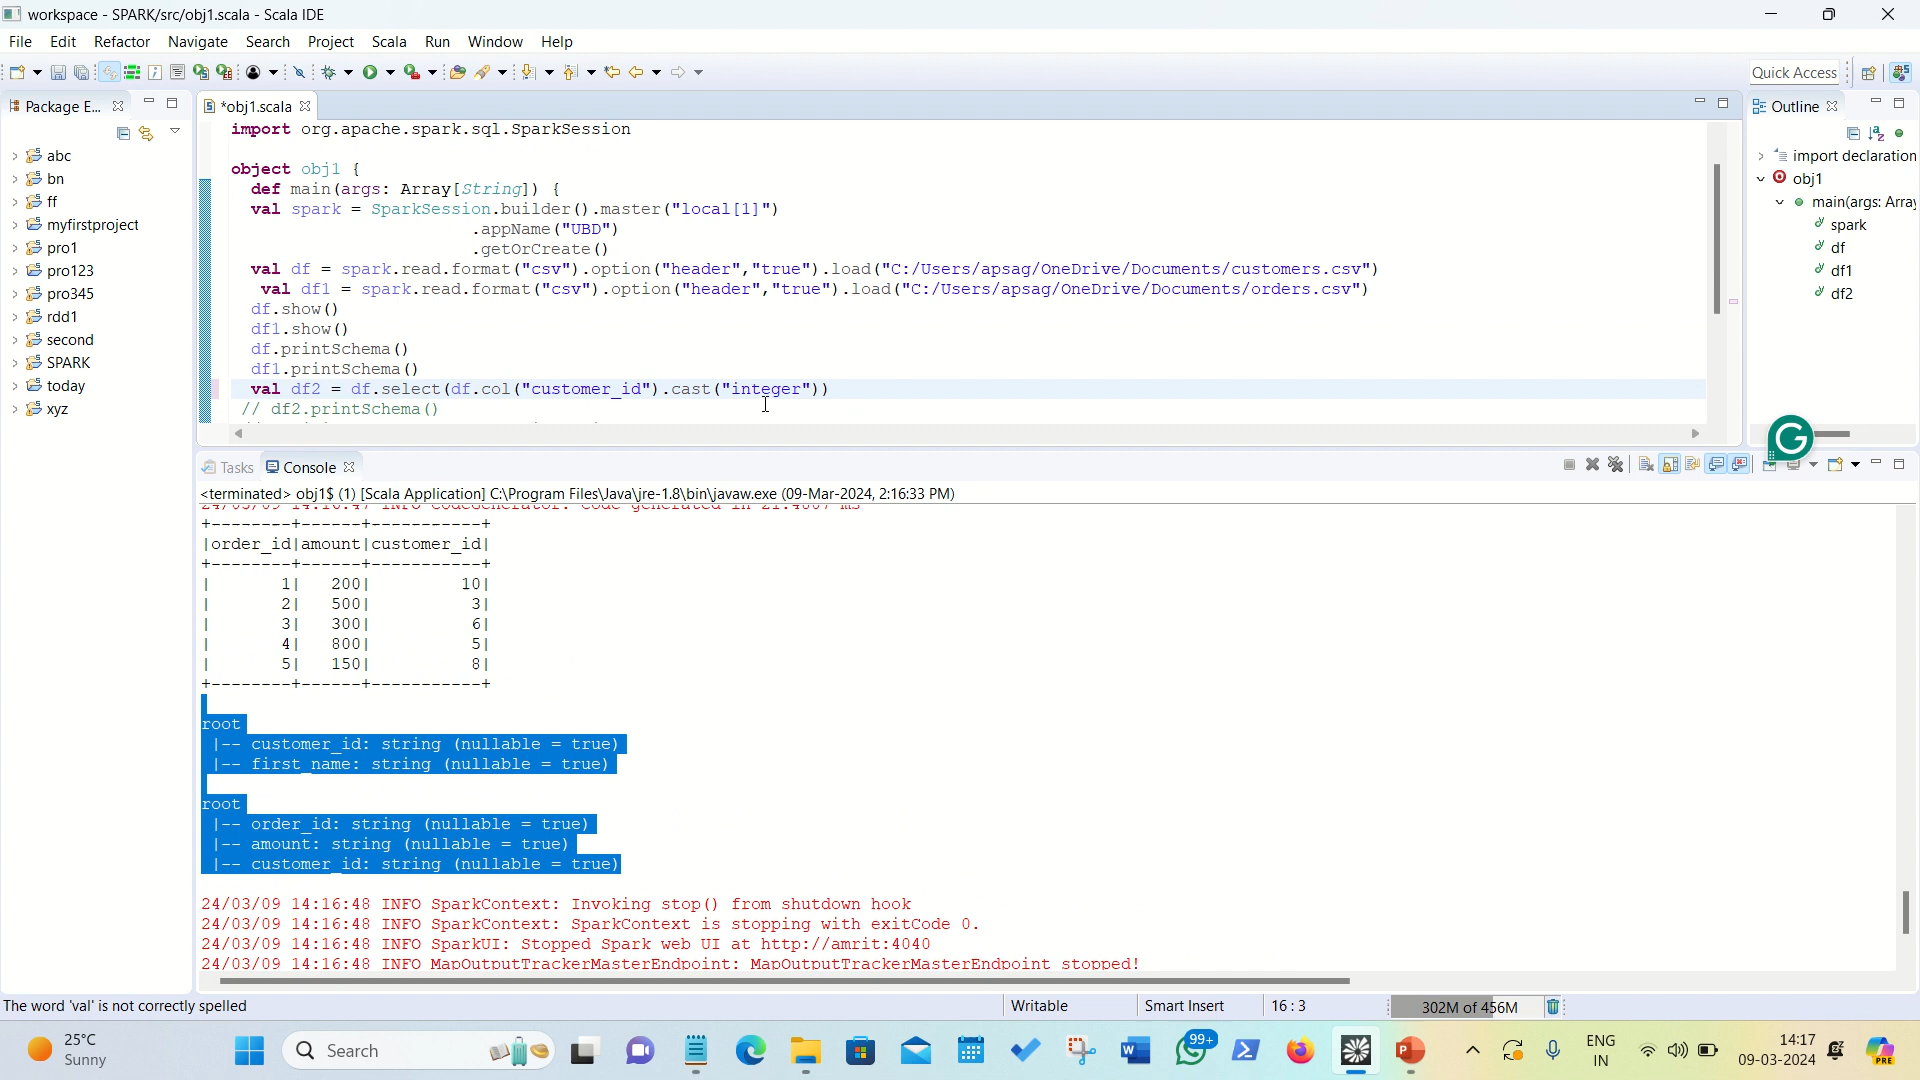 workspace - SPARK/src/obj1.scala - Scala IDE
File Edit Refactor Navigate Search Project Scala Run Window Help
Quick Access
Package E...
abc
bn
ff
myfirstproject
pro1
pro123
pro345
rdd1
second
SPARK
today
xyz
*obj1.scala
import org.apache.spark.sql.SparkSession
object obj1 {
def main(args: Array[String]) {
val spark = SparkSession.builder().master("local[1]")
.appName("UBD")
.getOrCreate()
val df = spark.read.format("csv").option("header","true").load("C:/Users/apsag/OneDrive/Documents/customers.csv")
val df1 = spark.read.format("csv").option("header","true").load("C:/Users/apsag/OneDrive/Documents/orders.csv")
df.show()
df1.show()
df.printSchema()
df1.printSchema()
val df2 = df.select(df.col("customer_id").cast("integer"))
// df2.printSchema()
Outline
import declaration
obj1
main(args: Array
spark
df
df1
df2
Tasks Console
<terminated> obj1$ (1) [Scala Application] C:\Program Files\Java\jre-1.8\bin\javaw.exe (09-Mar-2024, 2:16:33 PM)
+--------+------+-----------+
|order_id|amount|customer_id|
+--------+------+-----------+
| 1| 200| 10|
| 2| 500| 3|
| 3| 300| 6|
| 4| 800| 5|
| 5| 150| 8|
+--------+------+-----------+
root
|-- customer_id: string (nullable = true)
|-- first_name: string (nullable = true)
root
|-- order_id: string (nullable = true)
|-- amount: string (nullable = true)
|-- customer_id: string (nullable = true)
24/03/09 14:16:48 INFO SparkContext: Invoking stop() from shutdown hook
24/03/09 14:16:48 INFO SparkContext: SparkContext is stopping with exitCode 0.
24/03/09 14:16:48 INFO SparkUI: Stopped Spark web UI at http://amrit:4040
24/03/09 14:16:48 INFO MapOutputTrackerMasterEndpoint: MapOutputTrackerMasterEndpoint stopped!
The word 'val' is not correctly spelled
Writable
Smart Insert
16 : 3
302M of 456M
25°C
Sunny
Search
99+
ENG
IN
14:17
09-03-2024
PRE